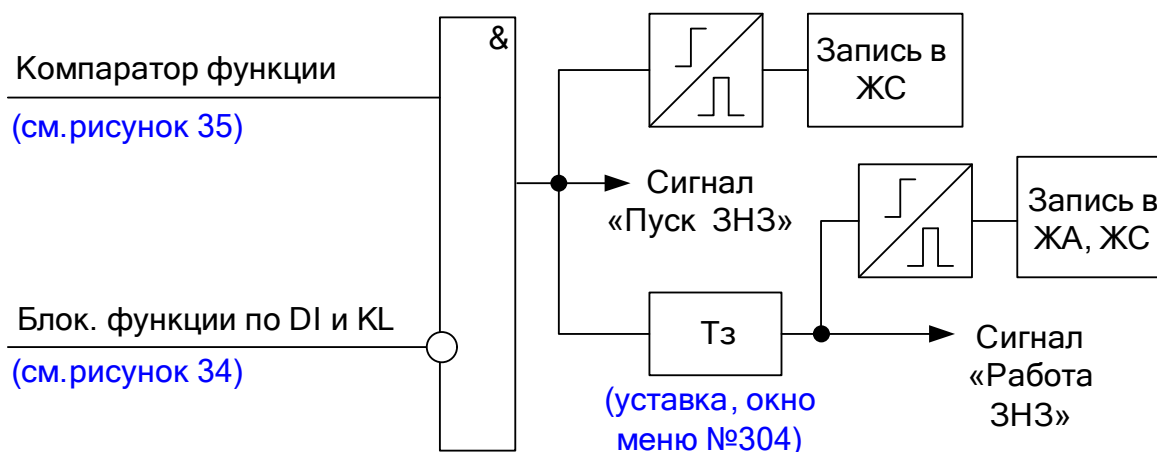 &
Компаратор функции
(см.рисунок 35)
Запись в
ЖС
Сигнал
«Пуск ЗНЗ»
Запись в
ЖА, ЖС
Блок. функции по DI и KL
(см.рисунок 34)
Тз
(уставка, окно
меню №304)
Сигнал
«Работа
ЗНЗ»